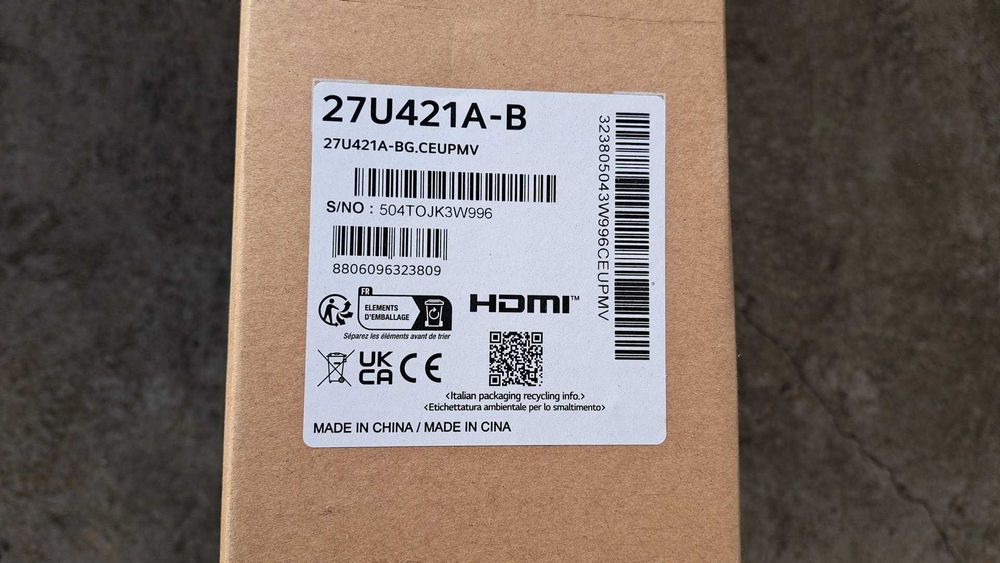 27U421A-B
27U421A-BG.CEUPMV
S/NO : 504TOJK3W996
8806096323809
323805043W996CEUPMV
FR
ELEMENTS
D'EMBALLAGE
Séparez les éléments avant de trier
HDMI™
UK
CA
CE
<Italian packaging recycling info.>
<Etichettatura ambientale per lo smaltimento>
MADE IN CHINA / MADE IN CINA